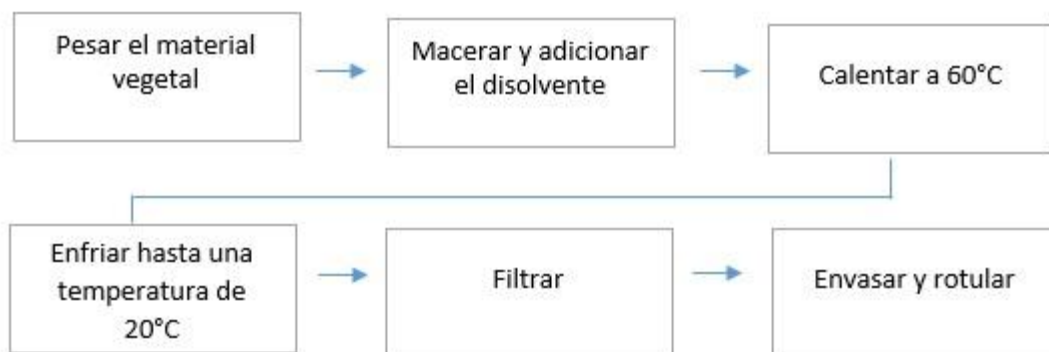 Pesar el material
vegetal
Macerar y adicionar
el disolvente
Calentar a 60°C
Enfriar hasta una
temperatura de
20°C
Filtrar
Envasar y rotular